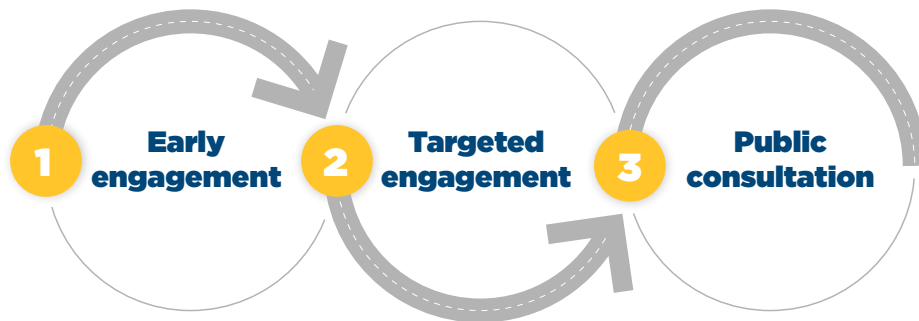 1
Early
engagement
2
Targeted
engagement
3
Public
consultation